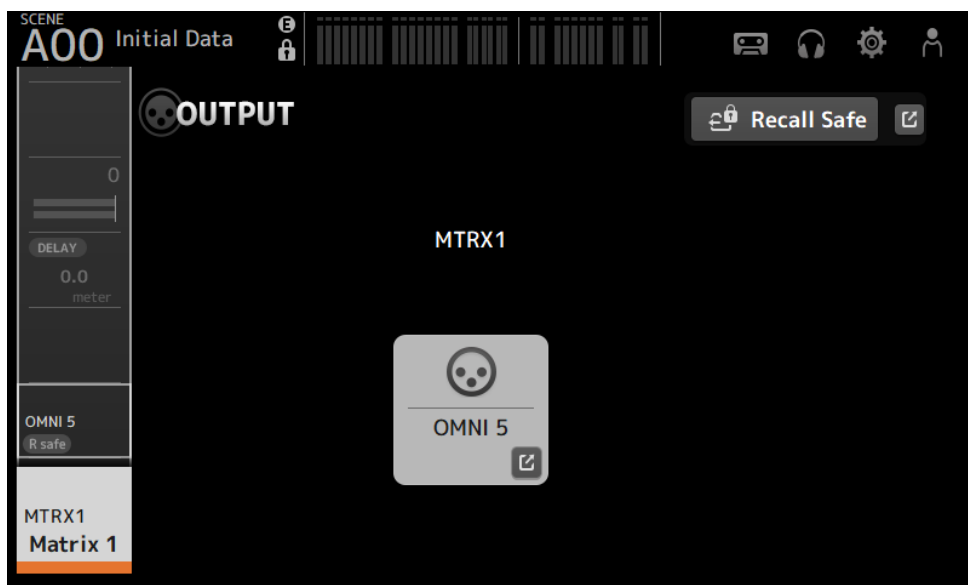 SCENE
A00 Initial Data
E
OUTPUT
Recall Safe
0
DELAY
0.0
meter
MTRX1
OMNI 5
OMNI 5
R safe
MTRX1
Matrix 1